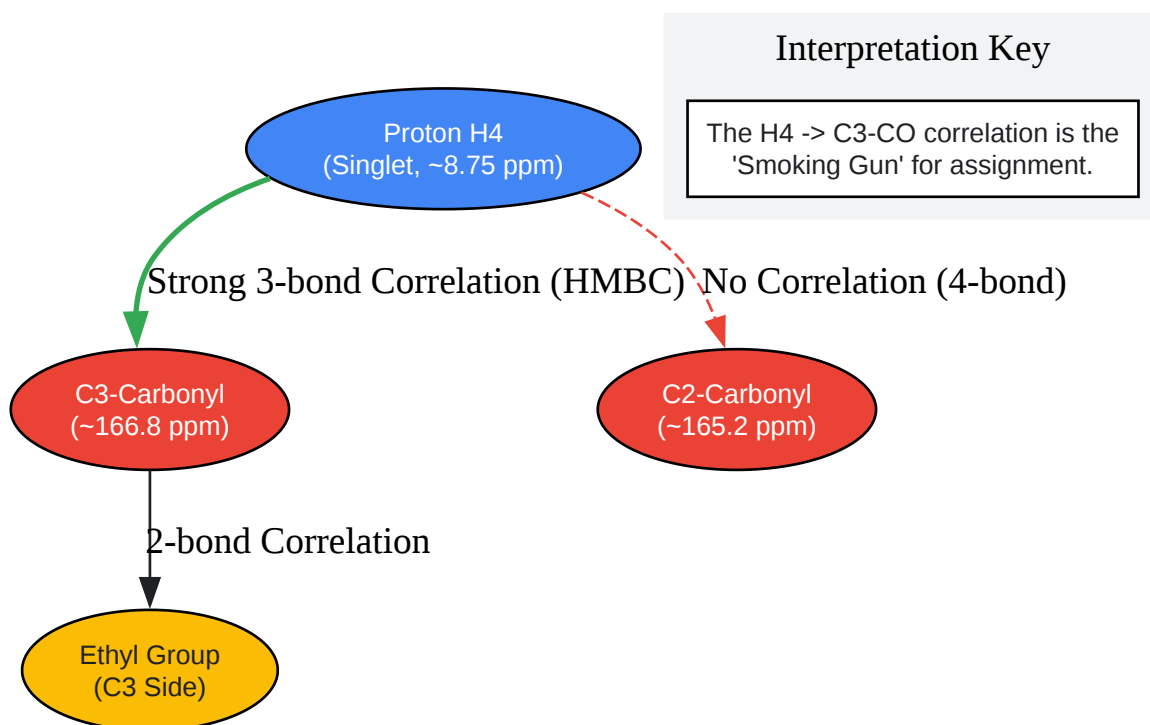 Interpretation Key
The H4 -> C3-CO correlation is the
'Smoking Gun' for assignment.
Proton H4
(Singlet, ~8.75 ppm)
Strong 3-bond Correlation (HMBC)
No Correlation (4-bond)
C3-Carbonyl
(~166.8 ppm)
C2-Carbonyl
(~165.2 ppm)
2-bond Correlation
Ethyl Group
(C3 Side)